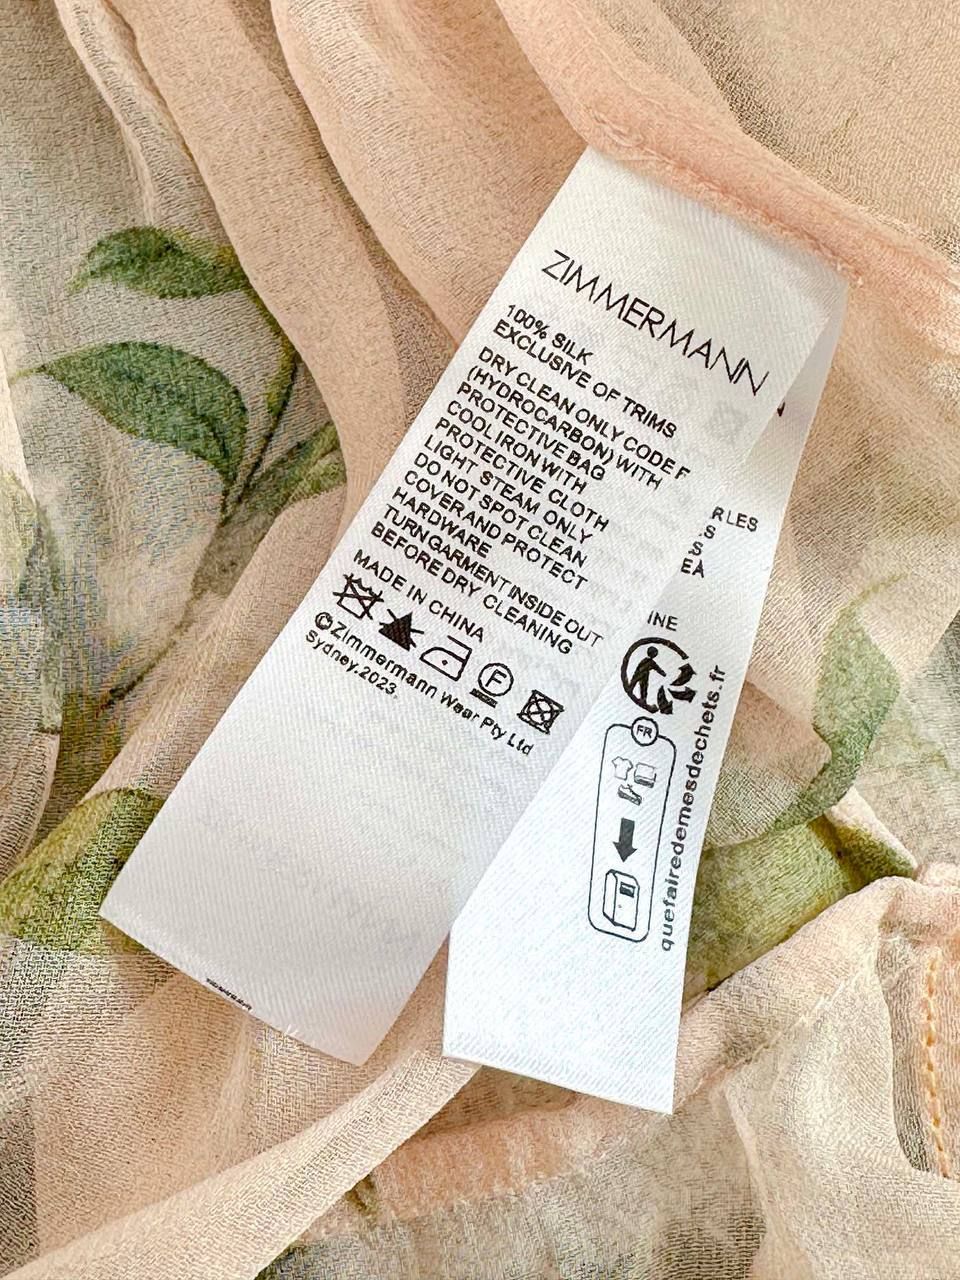 ZIMMERMANN
100% SILK
EXCLUSIVE OF TRIMS
DRY CLEAN ONLY CODE F
(HYDROCARBON) WITH
PROTECTIVE BAG
COOL IRON WITH
PROTECTIVE CLOTH
LIGHT STEAM ONLY
DO NOT SPOT CLEAN
COVER AND PROTECT
HARDWARE
TURN GARMENT INSIDE OUT
BEFORE DRY CLEANING
MADE IN CHINA
F
©Zimmermann Wear Pty Ltd
Sydney.2023.
RLES
S
S
EA
INE
FR
quefairedemesdechets.fr